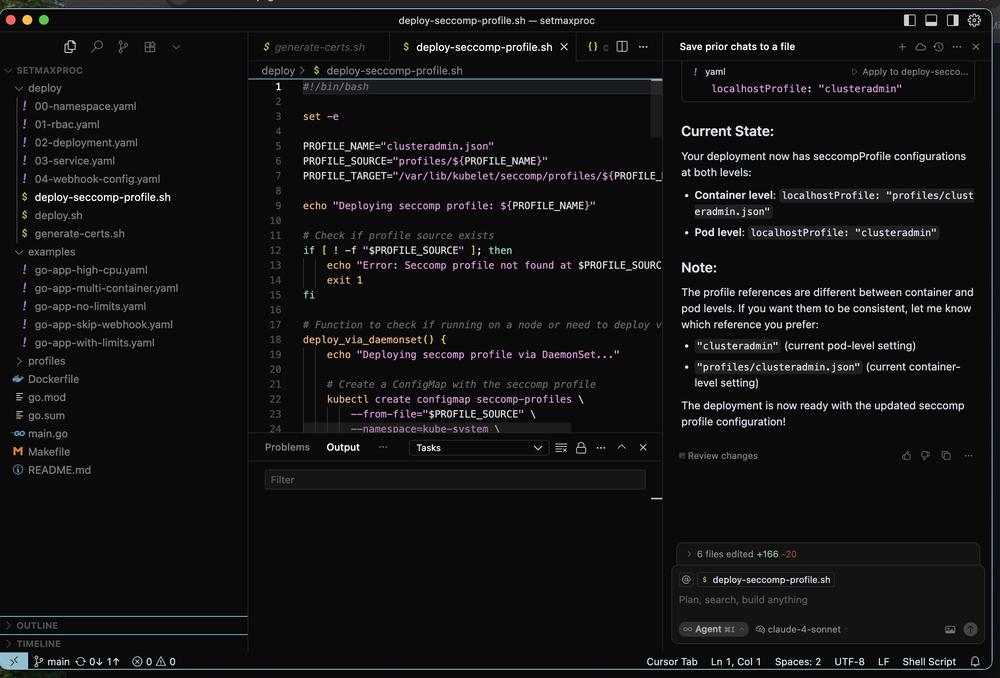 deploy-seccomp-profile.sh — setmaxproc
SETMAXPROC
deploy
00-namespace.yaml
01-rbac.yaml
02-deployment.yaml
03-service.yaml
04-webhook-config.yaml
deploy-seccomp-profile.sh
deploy.sh
generate-certs.sh
examples
go-app-high-cpu.yaml
go-app-multi-container.yaml
go-app-no-limits.yaml
go-app-skip-webhook.yaml
go-app-with-limits.yaml
profiles
Dockerfile
go.mod
go.sum
main.go
Makefile
README.md
OUTLINE
TIMELINE
$ generate-certs.sh
$ deploy-seccomp-profile.sh
{} c
deploy > $ deploy-seccomp-profile.sh
1 #!/bin/bash
2
3 set -e
4
5 PROFILE_NAME="clusteradmin.json"
6 PROFILE_SOURCE="profiles/${PROFILE_NAME}"
7 PROFILE_TARGET="/var/lib/kubelet/seccomp/profiles/${PROFILE_
8
9 echo "Deploying seccomp profile: ${PROFILE_NAME}"
10
11 # Check if profile source exists
12 if [ ! -f "$PROFILE_SOURCE" ]; then
13 echo "Error: Seccomp profile not found at $PROFILE_SOURC
14 exit 1
15 fi
16
17 # Function to check if running on a node or need to deploy v
18 deploy_via_daemonset() {
19 echo "Deploying seccomp profile via DaemonSet..."
20
21 # Create a ConfigMap with the seccomp profile
22 kubectl create configmap seccomp-profiles \
23 --from-file="$PROFILE_SOURCE" \
24 --namespace=kube-system \
Problems
Output
Tasks
Filter
Save prior chats to a file
! yaml
Apply to deploy-secco...
localhostProfile: "clusteradmin"
Current State:
Your deployment now has seccompProfile configurations
at both levels:
• Container level: localhostProfile: "profiles/clust
eradmin.json"
• Pod level: localhostProfile: "clusteradmin"
Note:
The profile references are different between container and
pod levels. If you want them to be consistent, let me know
which reference you prefer:
• "clusteradmin" (current pod-level setting)
• "profiles/clusteradmin.json" (current container-
level setting)
The deployment is now ready with the updated seccomp
profile configuration!
Review changes
6 files edited +166 -20
@ $ deploy-seccomp-profile.sh
Plan, search, build anything
Agent ⌘I
claude-4-sonnet
main 0↓ 1↑ 0 0
Cursor Tab
Ln 1, Col 1
Spaces: 2
UTF-8
LF
Shell Script